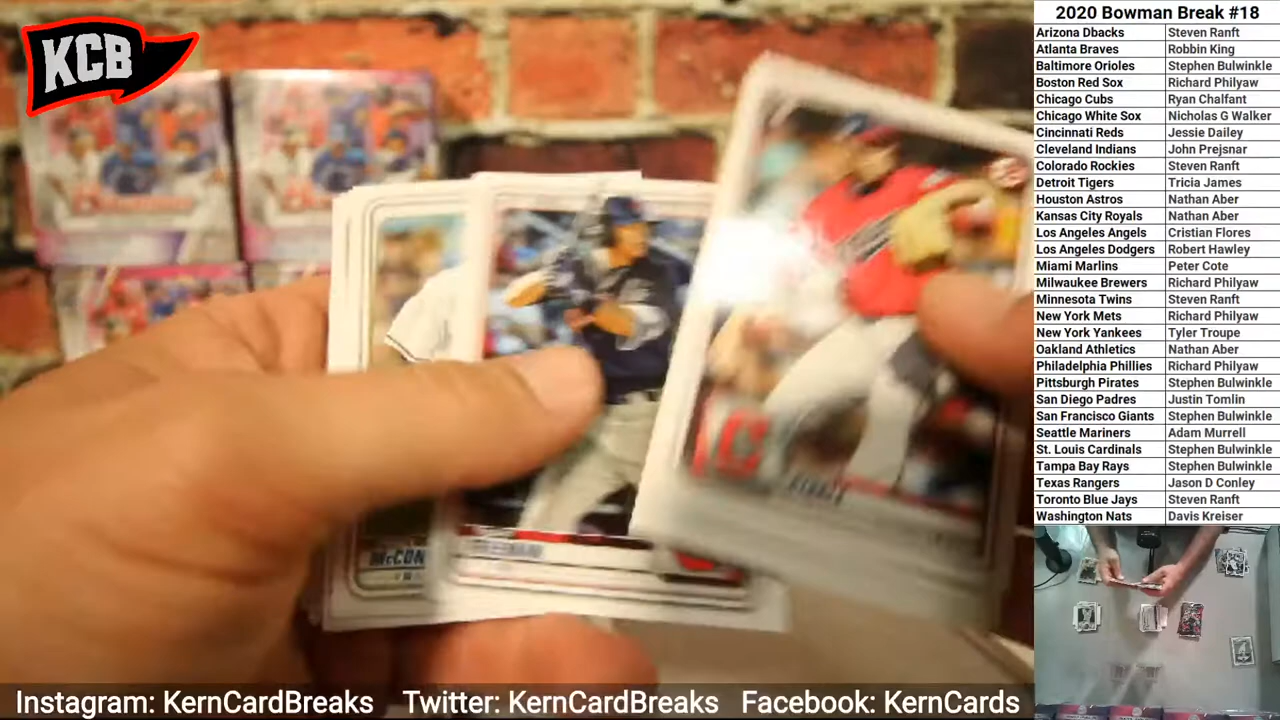 KCB
2020 Bowman Break #18
Arizona Dbacks Steven Ranft
Atlanta Braves Robbin King
Baltimore Orioles Stephen Bulwinkle
Boston Red Sox Richard Philyaw
Chicago Cubs Ryan Chalfant
Chicago White Sox Nicholas G Walker
Cincinnati Reds Jessie Dailey
Cleveland Indians John Prejsnar
Colorado Rockies Steven Ranft
Detroit Tigers Tricia James
Houston Astros Nathan Aber
Kansas City Royals Nathan Aber
Los Angeles Angels Cristian Flores
Los Angeles Dodgers Robert Hawley
Miami Marlins Peter Cote
Milwaukee Brewers Richard Philyaw
Minnesota Twins Steven Ranft
New York Mets Richard Philyaw
New York Yankees Tyler Troupe
Oakland Athletics Nathan Aber
Philadelphia Phillies Richard Philyaw
Pittsburgh Pirates Stephen Bulwinkle
San Diego Padres Justin Tomlin
San Francisco Giants Stephen Bulwinkle
Seattle Mariners Adam Murrell
St. Louis Cardinals Stephen Bulwinkle
Tampa Bay Rays Stephen Bulwinkle
Texas Rangers Jason D Conley
Toronto Blue Jays Steven Ranft
Washington Nats Davis Kreiser
C
McCON
Instagram: KernCardBreaks Twitter: KernCardBreaks Facebook: KernCards